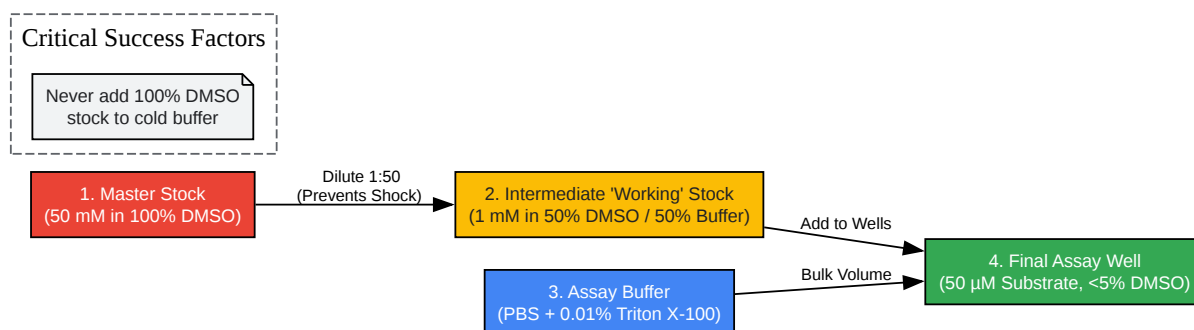 Critical Success Factors
Never add 100% DMSO
stock to cold buffer
1. Master Stock
(50 mM in 100% DMSO)
Dilute 1:50
(Prevents Shock)
2. Intermediate 'Working' Stock
(1 mM in 50% DMSO / 50% Buffer)
Add to Wells
3. Assay Buffer
(PBS + 0.01% Triton X-100)
Bulk Volume
4. Final Assay Well
(50 µM Substrate, <5% DMSO)